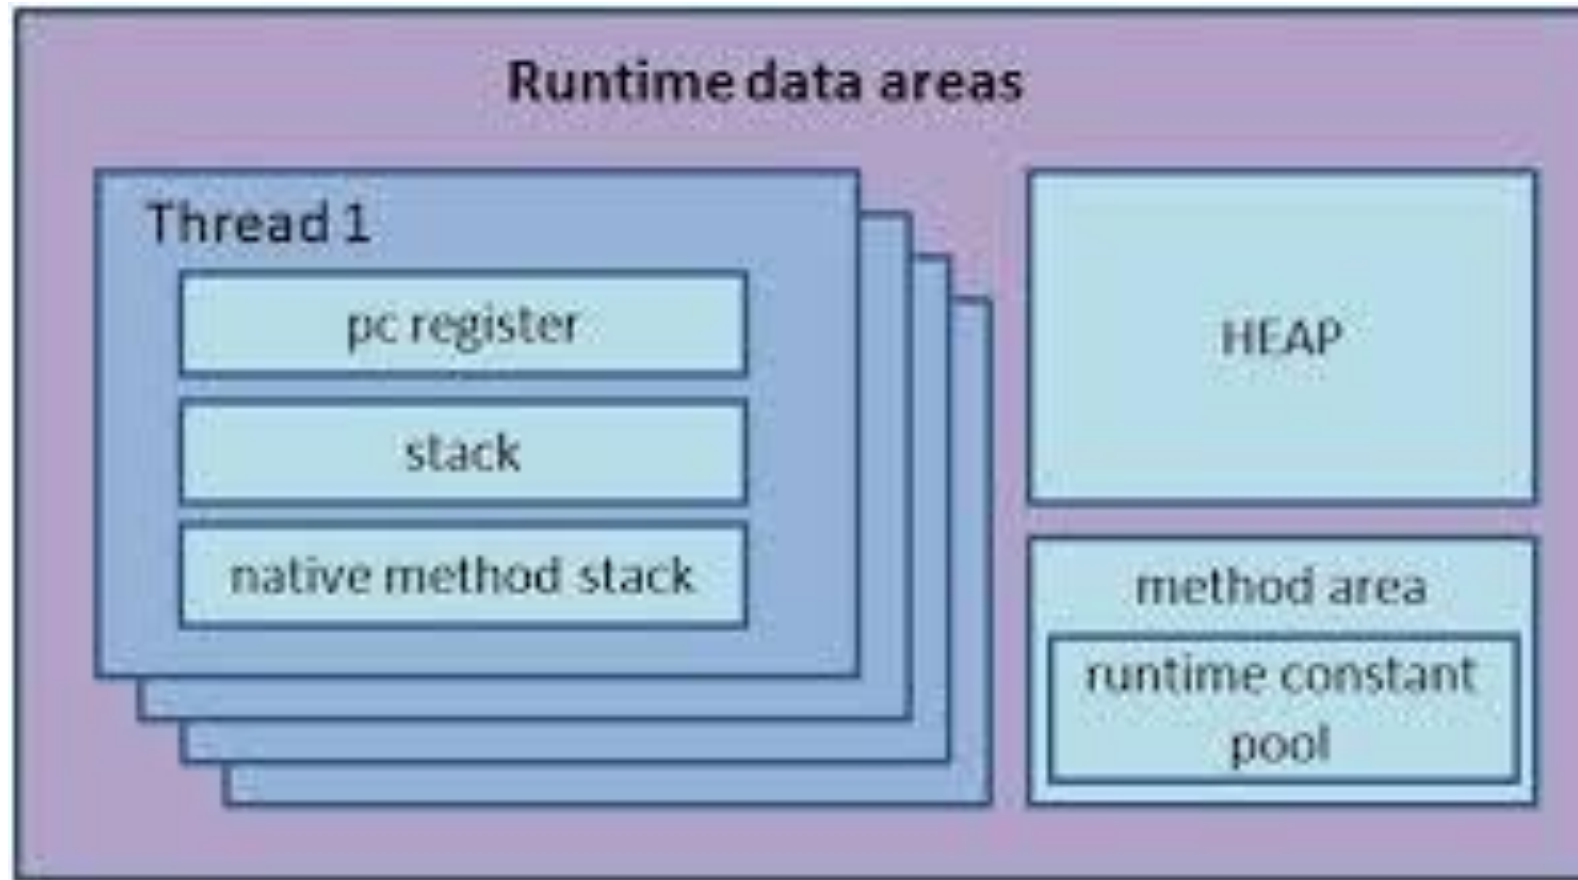 Runtime data areas
Thread 1
pc register
stack
native method stack
HEAP
method area
runtime constant
pool